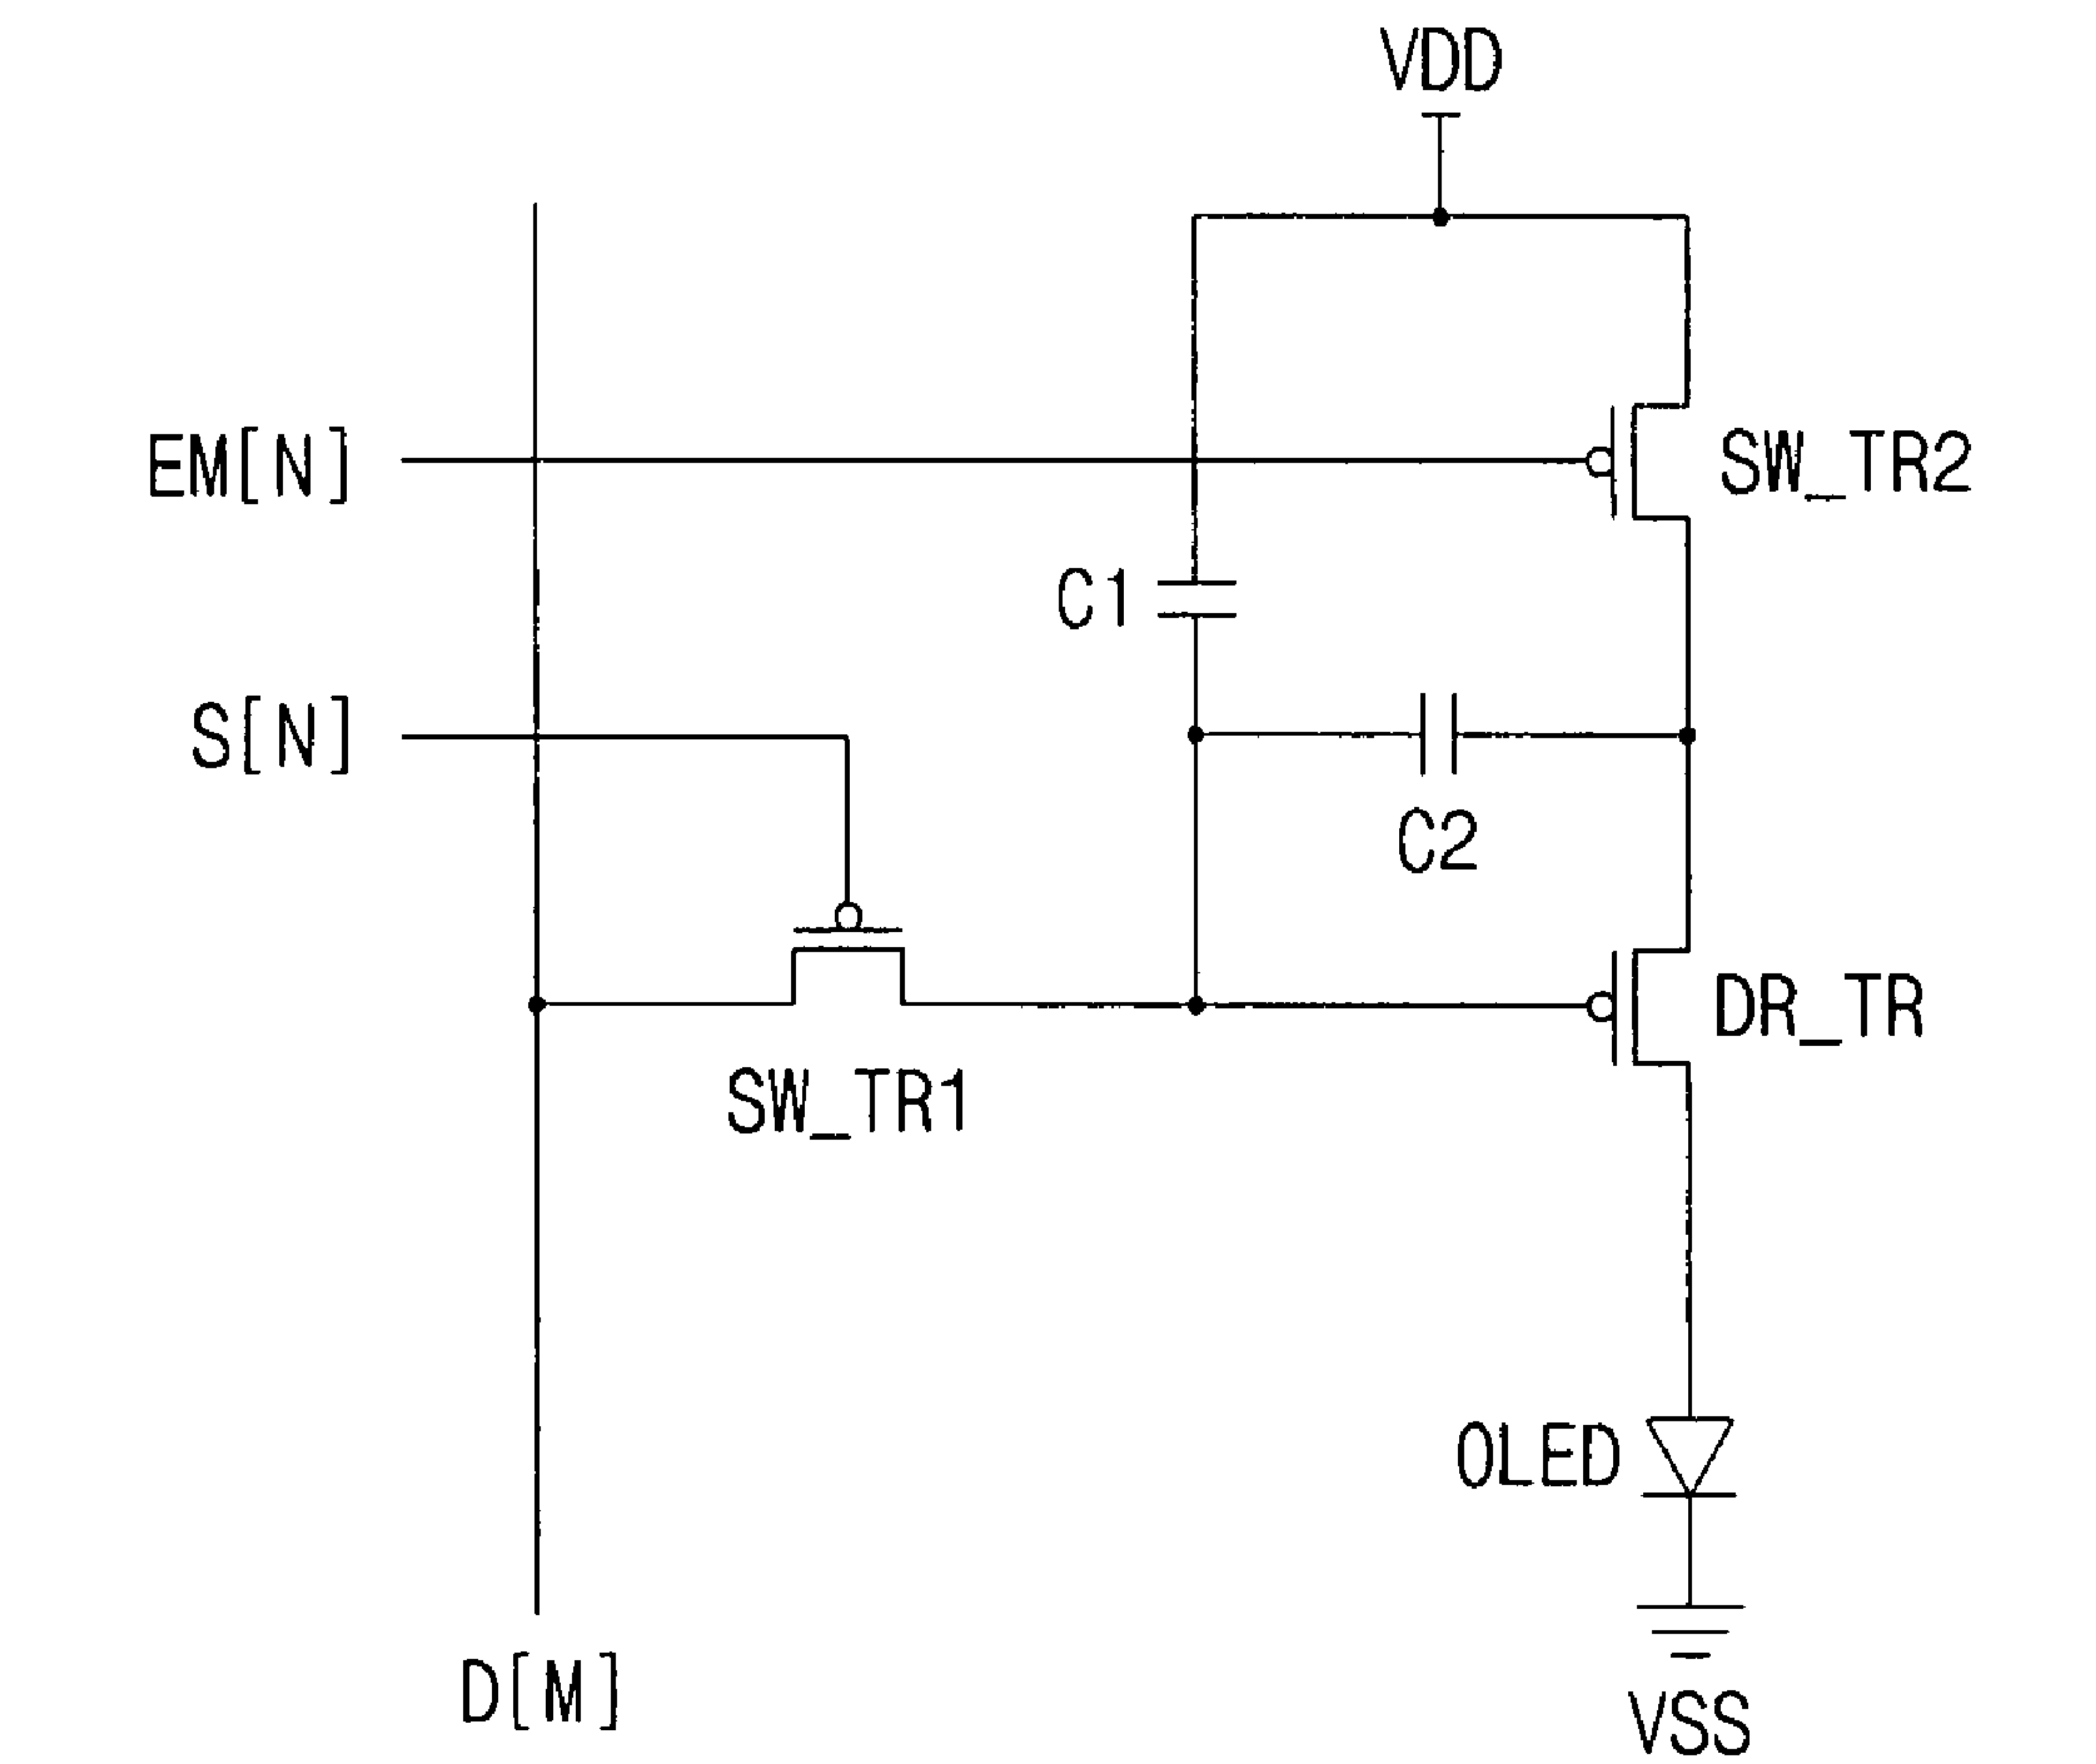 VDD
EM[N]
SW_TR2
C1
S[N]
C2
DR_TR
SW_TR1
OLED
D[M]
VSS